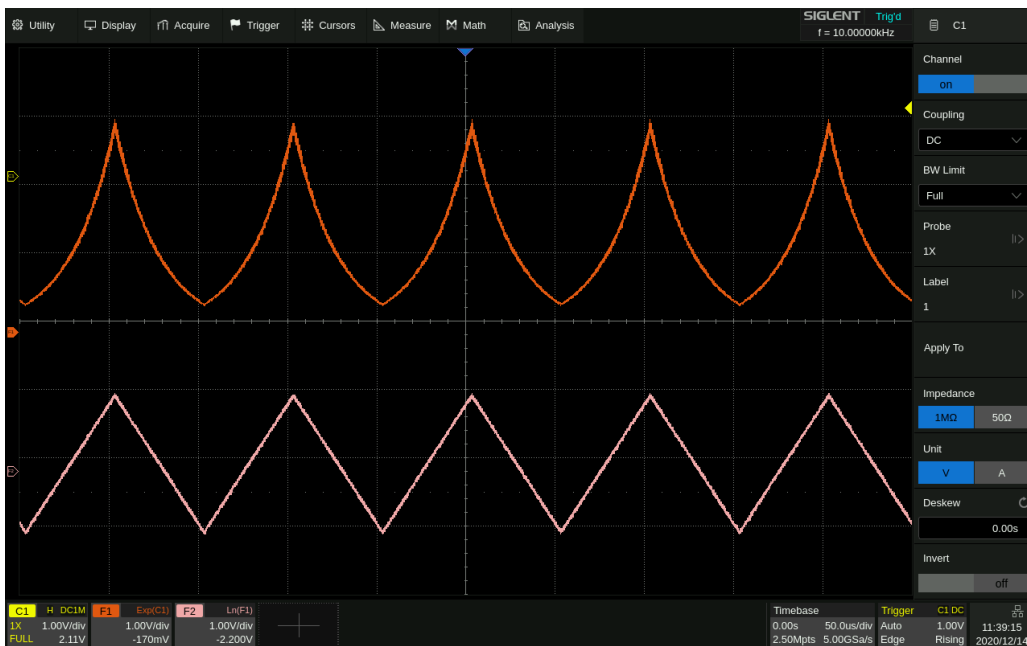 Utility Display Acquire Trigger Cursors Measure Math Analysis SIGLENT Trig'd
f = 10.00000kHz
C1
Channel
on
Coupling
DC
BW Limit
Full
Probe
1X
Label
1
Apply To
Impedance
1MΩ 50Ω
Unit
V A
Deskew
0.00s
Invert
off
C1 H DC1M
1X 1.00V/div
FULL 2.11V
F1 Exp(C1)
1.00V/div
-170mV
F2 Ln(F1)
1.00V/div
-2.200V
Timebase
0.00s 50.0us/div
2.50Mpts 5.00GSa/s
Trigger C1 DC
Auto 1.00V
Edge Rising
11:39:15
2020/12/14